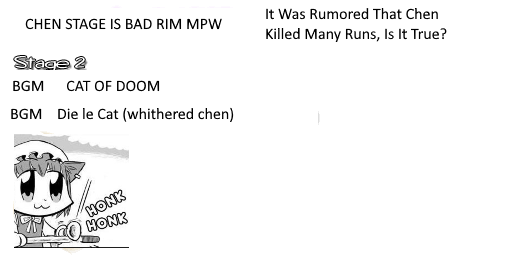 CHEN STAGE IS BAD RIM MPW
It Was Rumored That Chen
Killed Many Runs, Is It True?
Stage 2
BGM CAT OF DOOM
BGM Die le Cat (whithered chen)
HONK
HONK